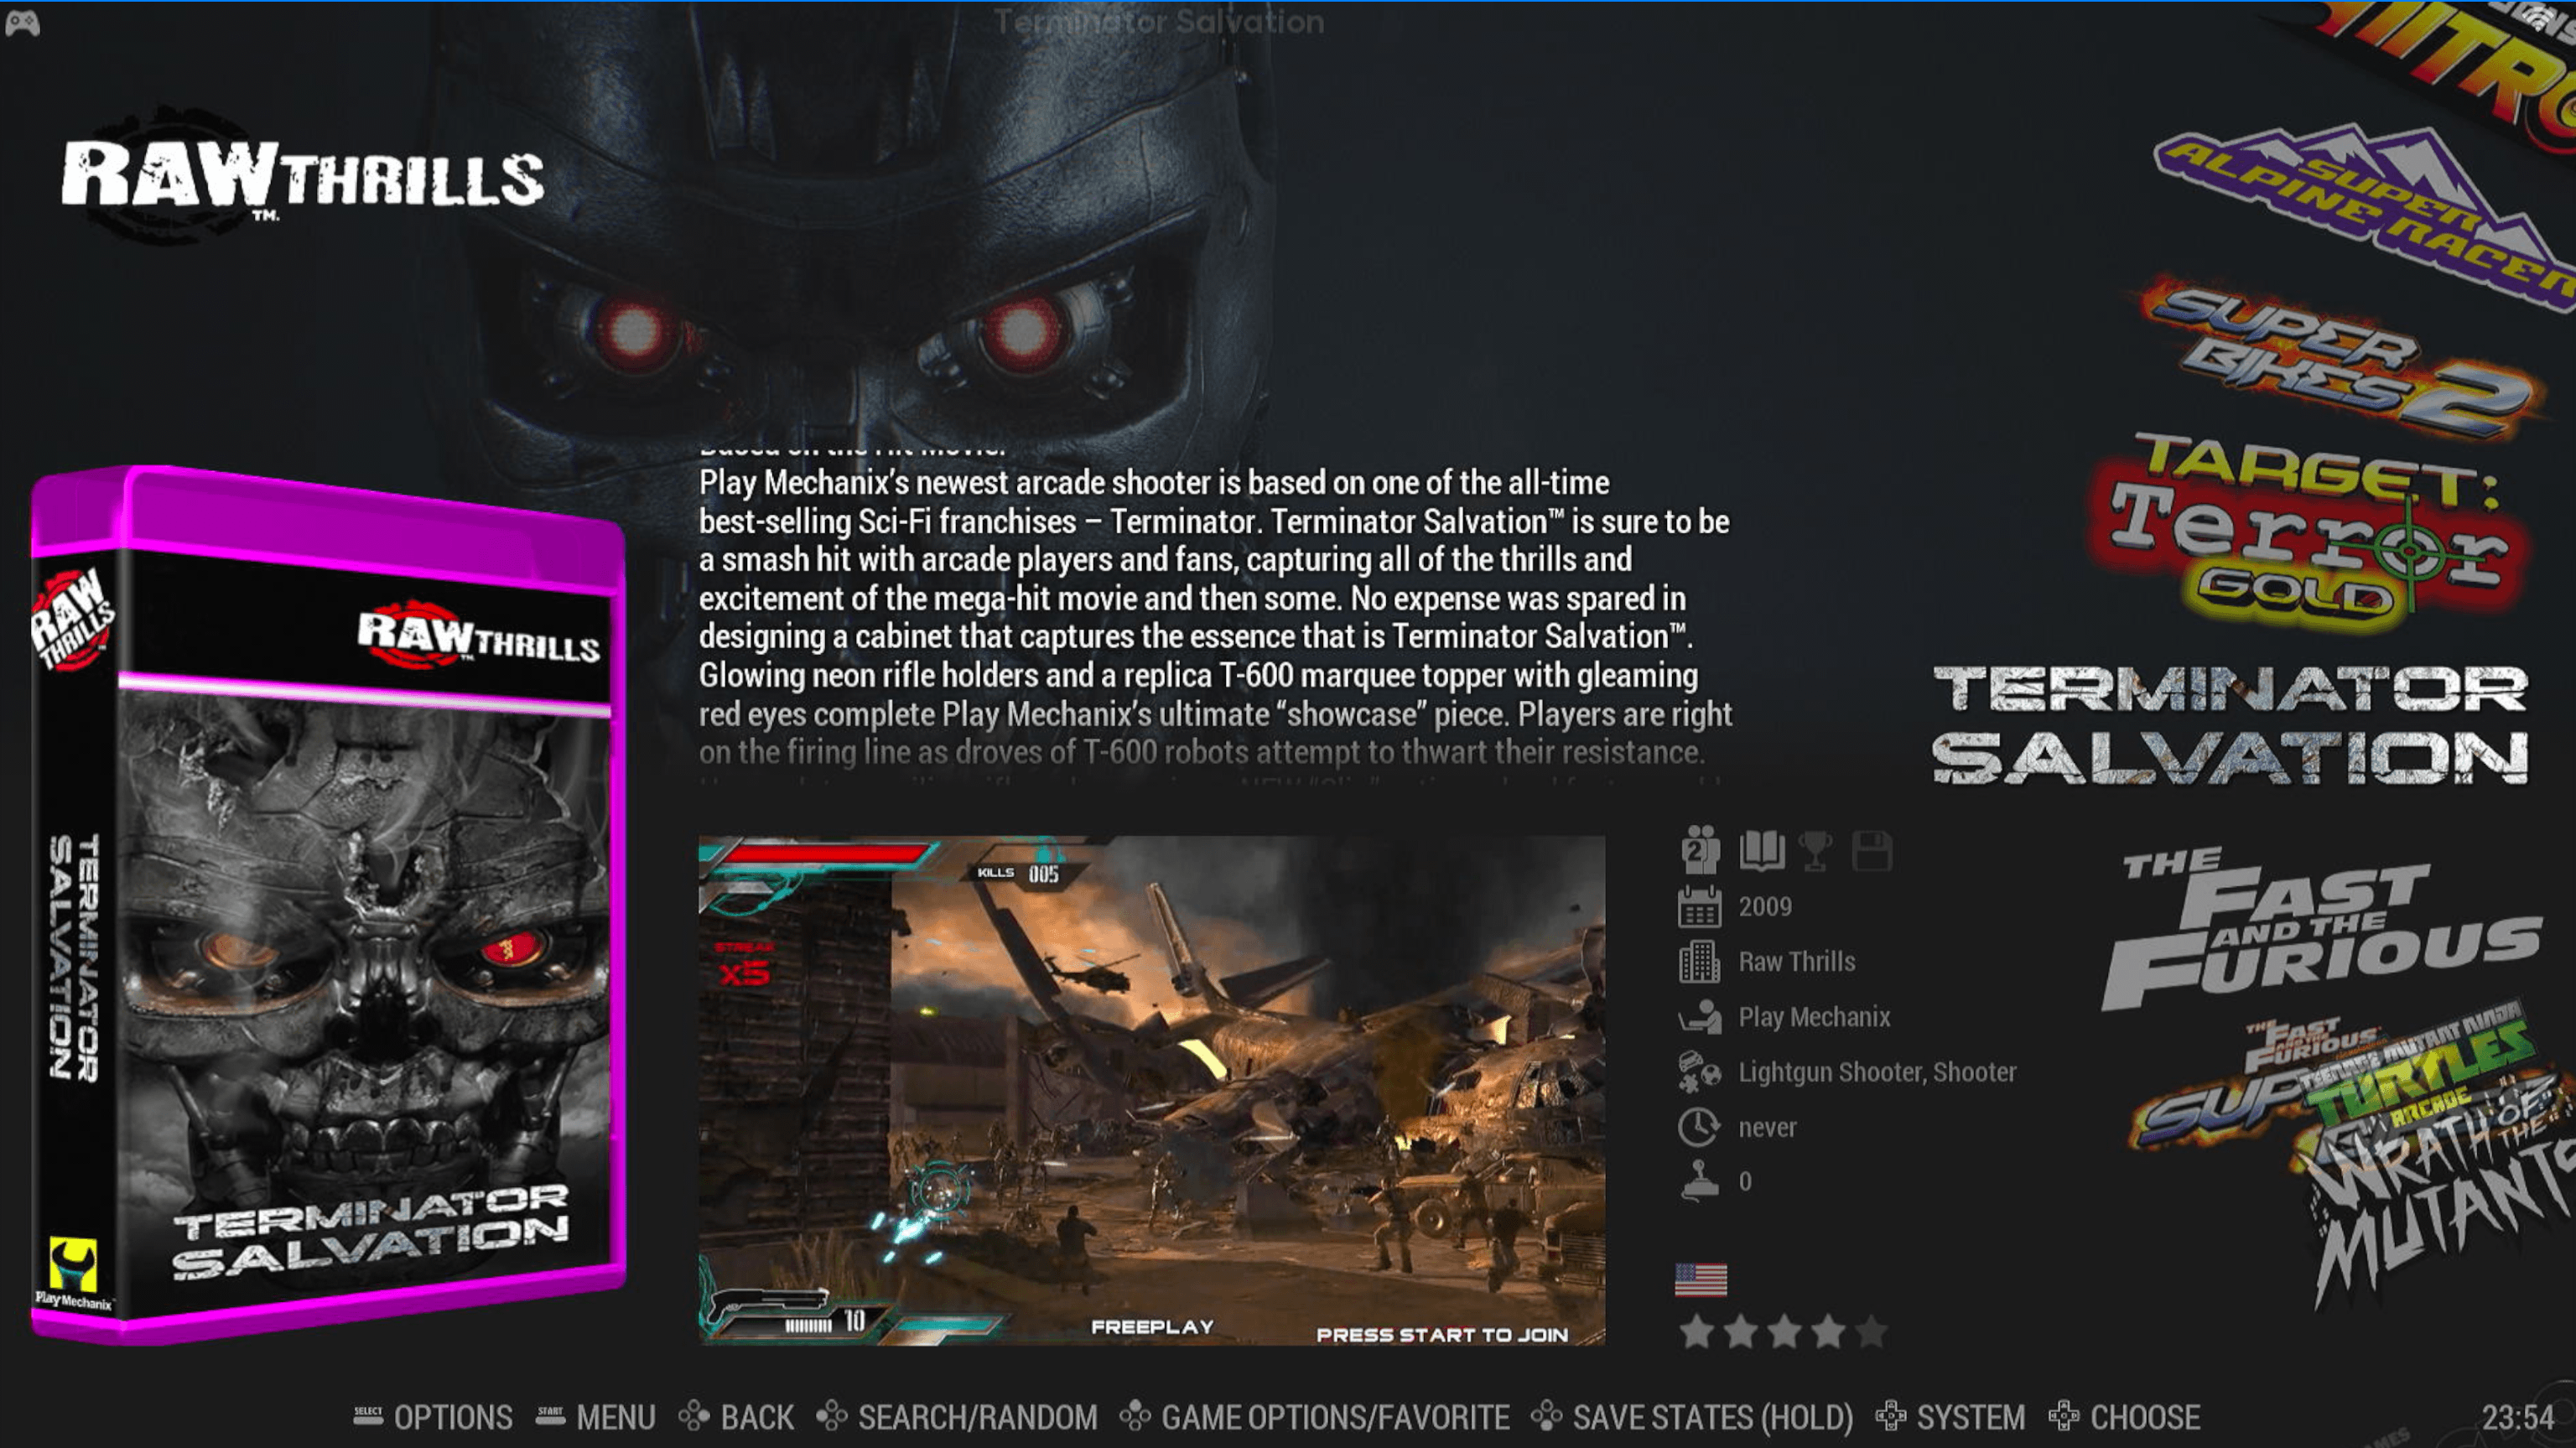 Terminator Salvation
RAW THRILLS
TM.
NITRO
SUPER
ALPINE RACER
SUPER
BIKES 2
TARGET:
Terror
GOLD
TERMINATOR
SALVATION
THE
FAST
AND THE
FURIOUS
THE
FAST
FURIOUS
TEENAGE MUTANT NINJA
TURTLES
ARCADE
WRATH OF
THE
MUTANTS
Based on the Hit Movie!
Play Mechanix’s newest arcade shooter is based on one of the all-time
best-selling Sci-Fi franchises – Terminator. Terminator Salvation™ is sure to be
a smash hit with arcade players and fans, capturing all of the thrills and
excitement of the mega-hit movie and then some. No expense was spared in
designing a cabinet that captures the essence that is Terminator Salvation™.
Glowing neon rifle holders and a replica T-600 marquee topper with gleaming
red eyes complete Play Mechanix’s ultimate “showcase” piece. Players are right
on the firing line as droves of T-600 robots attempt to thwart their resistance.
RAW
THRILLS
RAW THRILLS
TM
TERMINATOR
SALVATION
PlayMechanix
TERMINATOR
SALVATION
KILLS 005
STREAK
X5
10
FREEPLAY
PRESS START TO JOIN
2
2009
Raw Thrills
Play Mechanix
Lightgun Shooter, Shooter
never
0
SELECT OPTIONS START MENU BACK SEARCH/RANDOM GAME OPTIONS/FAVORITE SAVE STATES (HOLD) SYSTEM CHOOSE 23:54